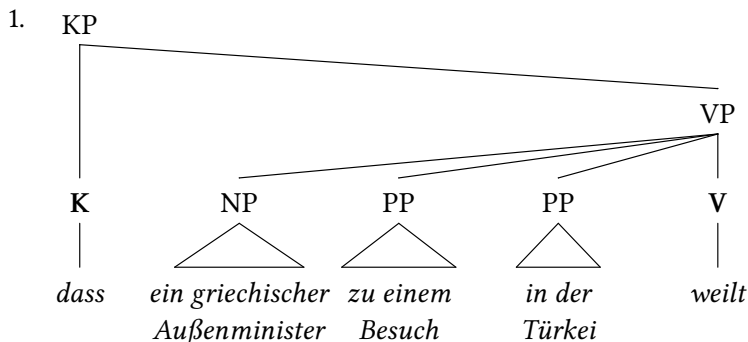 1. KP
VP
K NP PP PP V
dass ein griechischer zu einem in der weilt
Außenminister Besuch Türkei